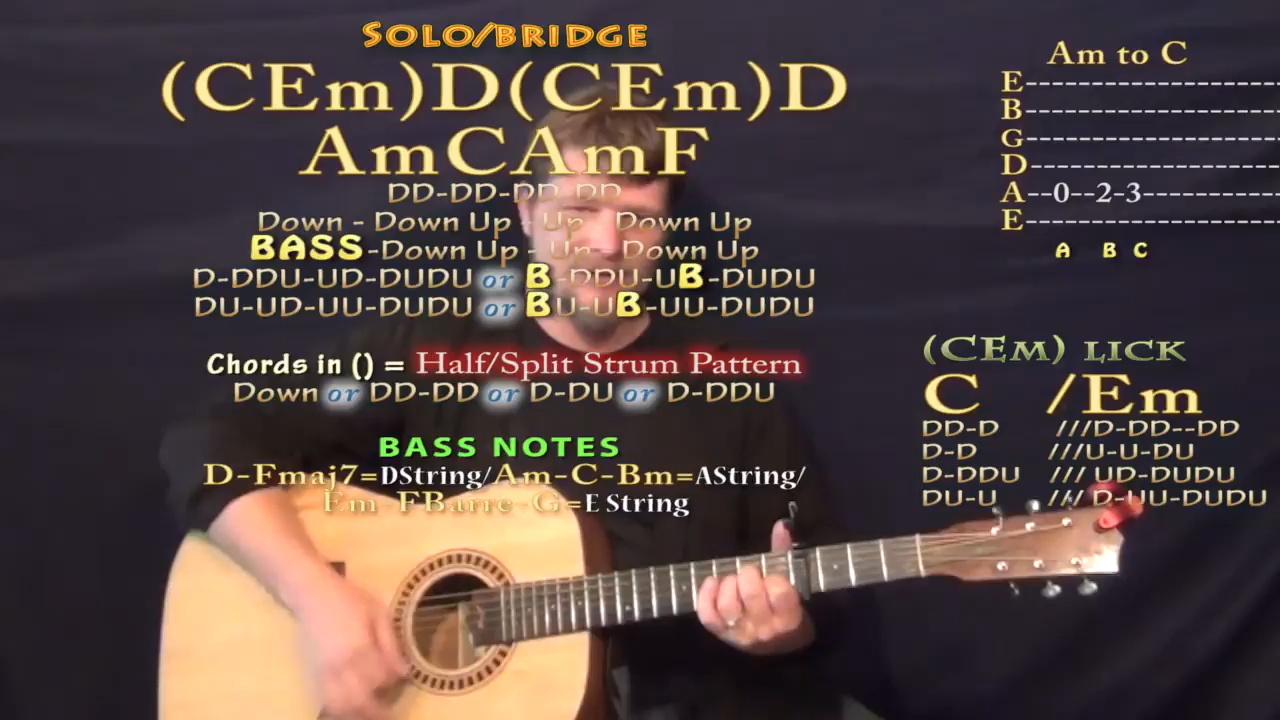 SOLO/BRIDGE
(CEm)D(CEm)D
AmCAmF
DD-DD-DD-DD
Down - Down Up - Up - Down Up
BASS-Down Up - Up - Down Up
D-DDU-UD-DUDU or B-DDU-UB-DUDU
DU-UD-UU-DUDU or BU-UB-UU-DUDU
Chords in () = Half/Split Strum Pattern
Down or DD-DD or D-DU or D-DDU
BASS NOTES
D-Fmaj7=DString/Am-C-Bm=AString/
Em-FBarre-G=E String
Am to C
E-----------------------
B-----------------------
G-----------------------
D-----------------------
A--0--2-3-------------
E-----------------------
A B C
(CEm) LICK
C /Em
DD-D ///D-DD--DD
D-D ///U-U-DU
D-DDU /// UD-DUDU
DU-U /// D-UU-DUDU